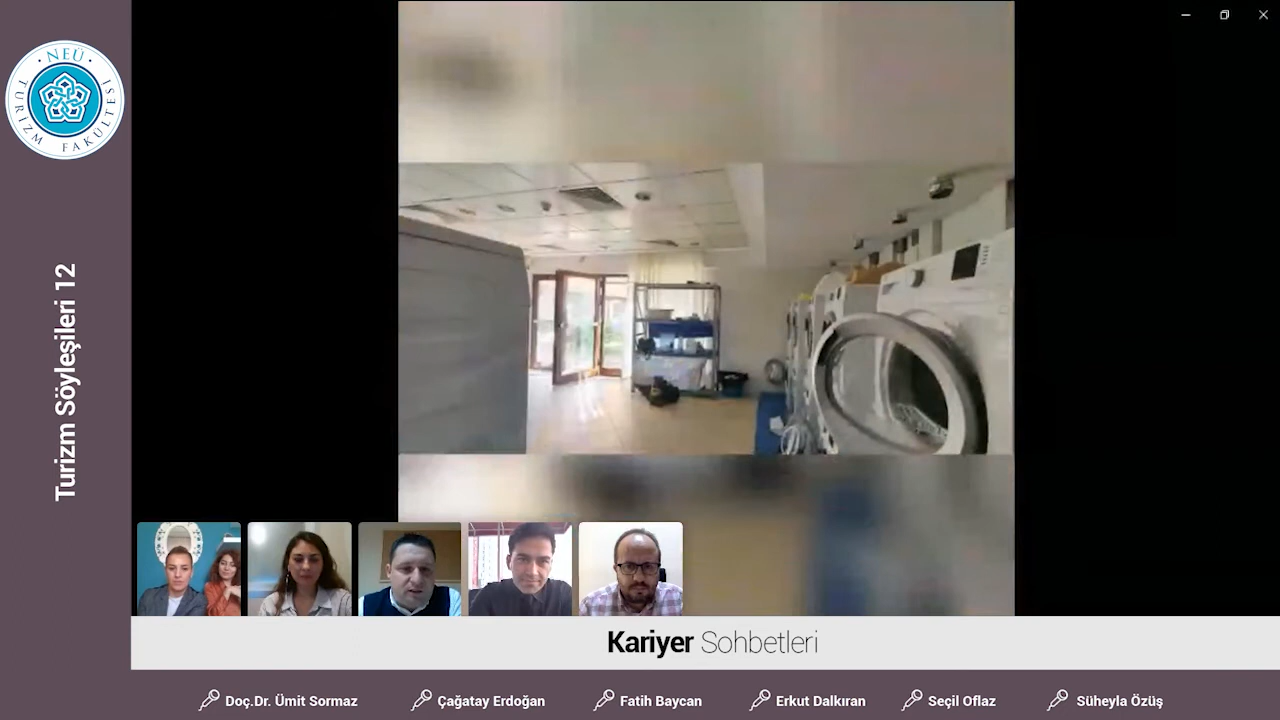 NEÜ
TURİZM FAKÜLTESİ
Turizm Söyleşileri 12
Kariyer Sohbetleri
Doç.Dr. Ümit Sormaz
Çağatay Erdoğan
Fatih Baycan
Erkut Dalkıran
Seçil Oflaz
Süheyla Özüş